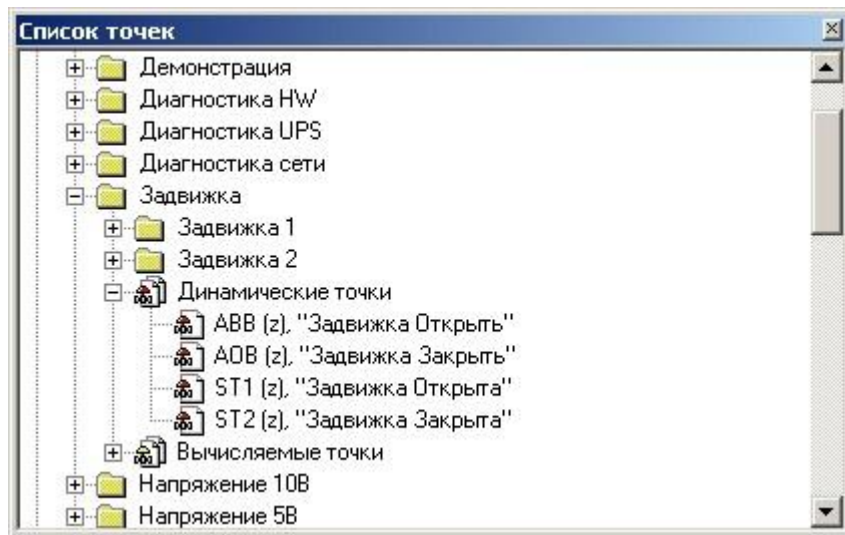 Список точек
Демонстрация
Диагностика HW
Диагностика UPS
Диагностика сети
Задвижка
Задвижка 1
Задвижка 2
Динамические точки
ABB (z), "Задвижка Открыть"
AOB (z), "Задвижка Закрыть"
ST1 (z), "Задвижка Открыта"
ST2 (z), "Задвижка Закрыта"
Вычисляемые точки
Напряжение 10В
Напряжение 5В